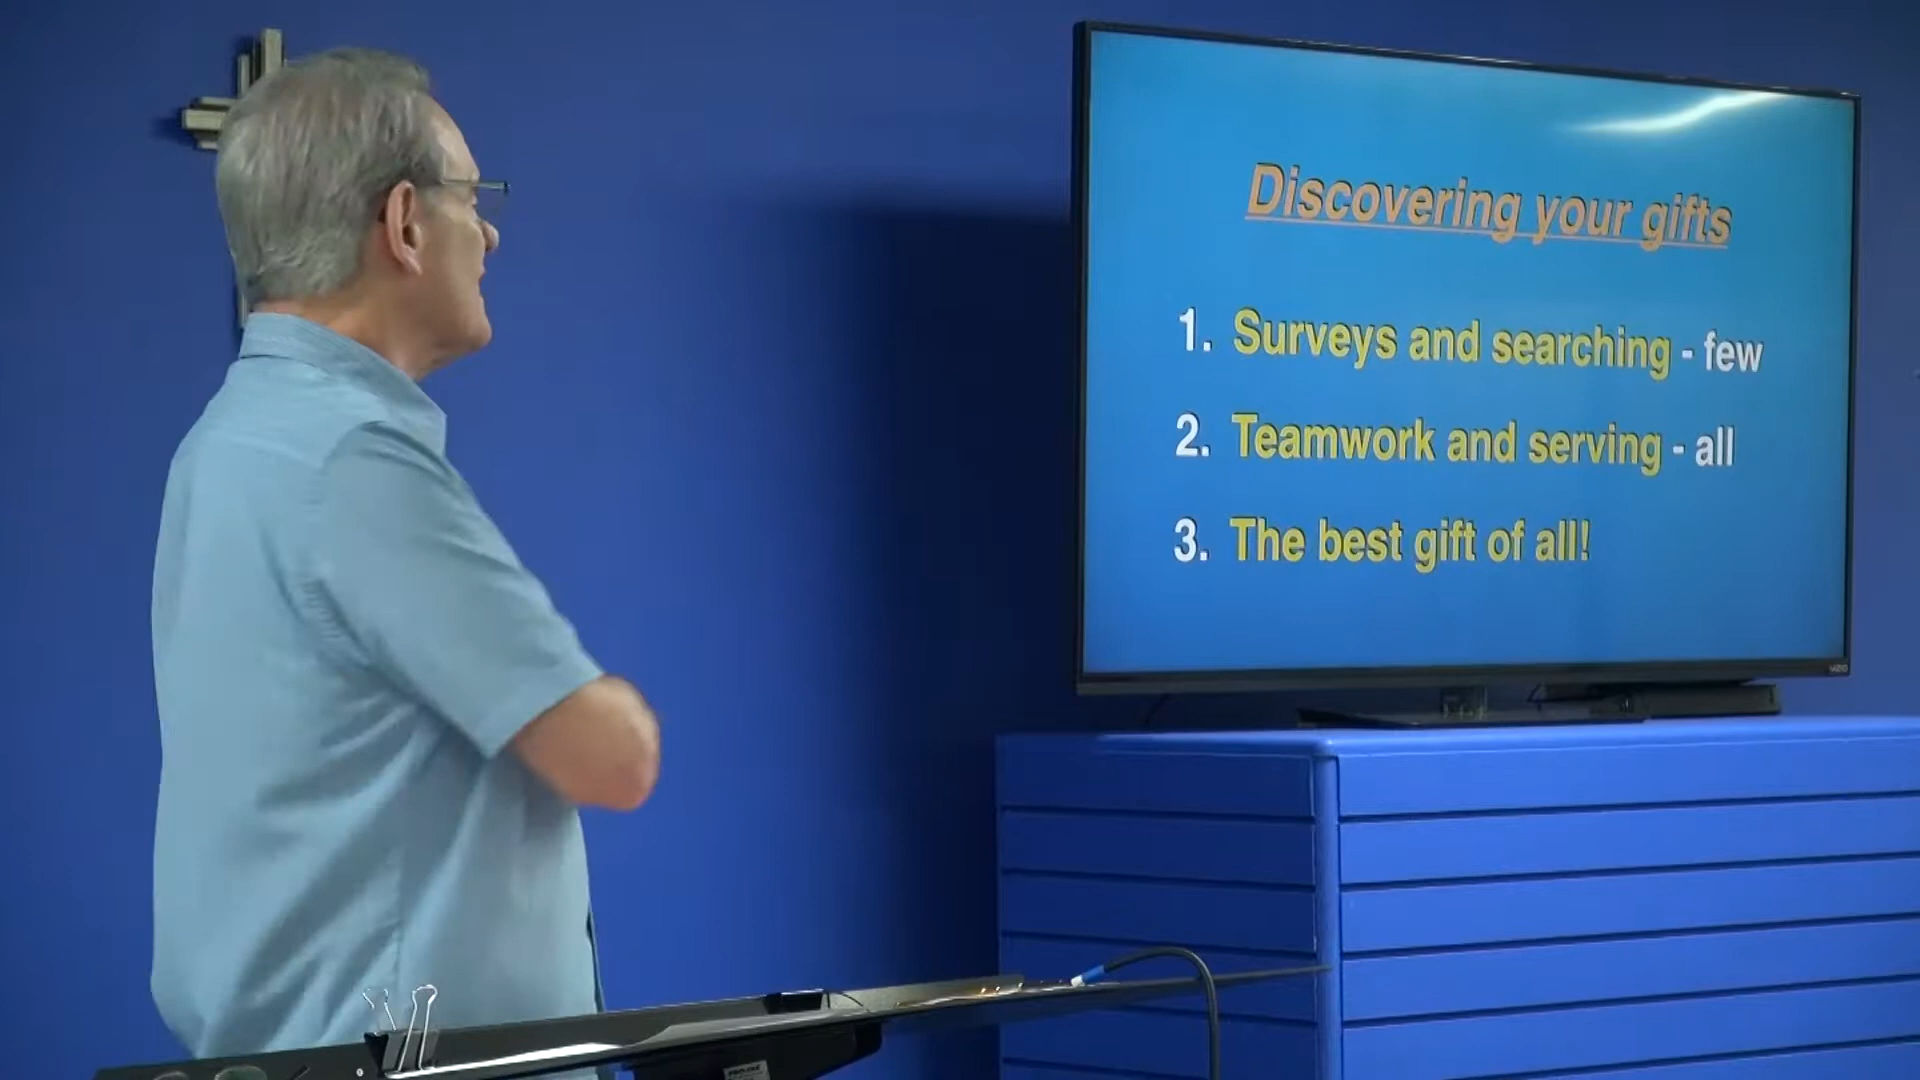 Discovering your gifts
1. Surveys and searching - few
2. Teamwork and serving - all
3. The best gift of all!
VIZIO